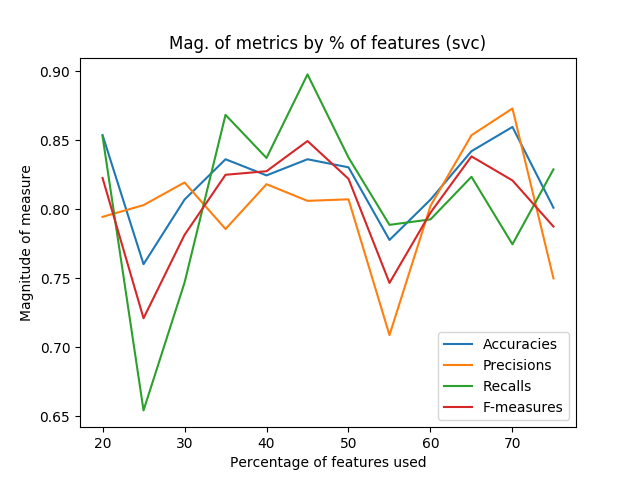 Mag. of metrics by % of features (svc)
0.90
0.85
0.80
0.75
0.70
0.65
Magnitude of measure
20 30 40 50 60 70
Percentage of features used
Accuracies
Precisions
Recalls
F-measures